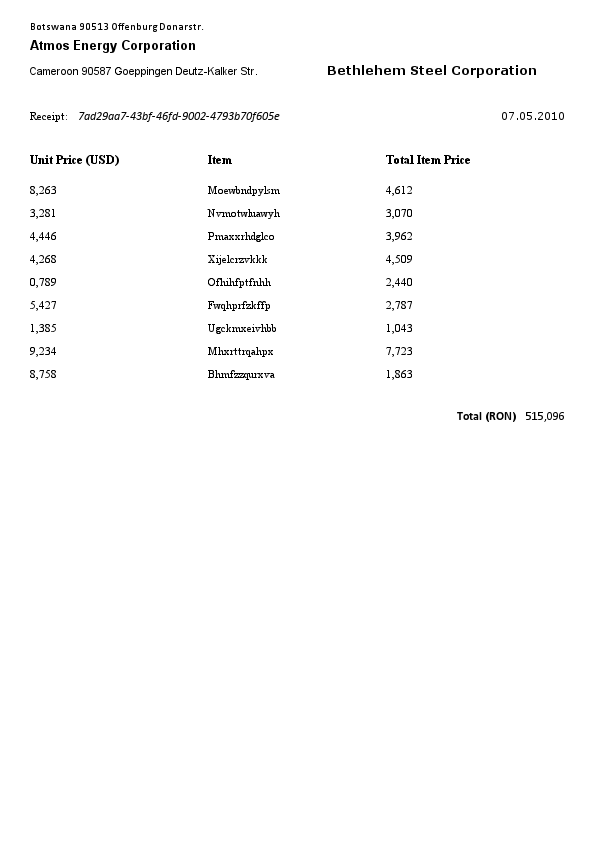 Botswana 90513 Offenburg Donarstr.
Atmos Energy Corporation
Cameroon 90587 Goeppingen Deutz-Kalker Str. Bethlehem Steel Corporation
Receipt: 7ad29aa7-43bf-46fd-9002-4793b70f605e 07.05.2010
Unit Price (USD) Item Total Item Price
8,263 Moewbndpylsm 4,612
3,281 Nvmotwluawyh 3,070
4,446 Pmaxxrhdglco 3,962
4,268 Xijelcrzvkkk 4,509
0,789 Ofhihfptfnhh 2,440
5,427 Fwqhprfzkffp 2,787
1,385 Ugckmxeivhbb 1,043
9,234 Mhxrttrqahpx 7,723
8,758 Bhmfzzqurxva 1,863
Total (RON) 515,096